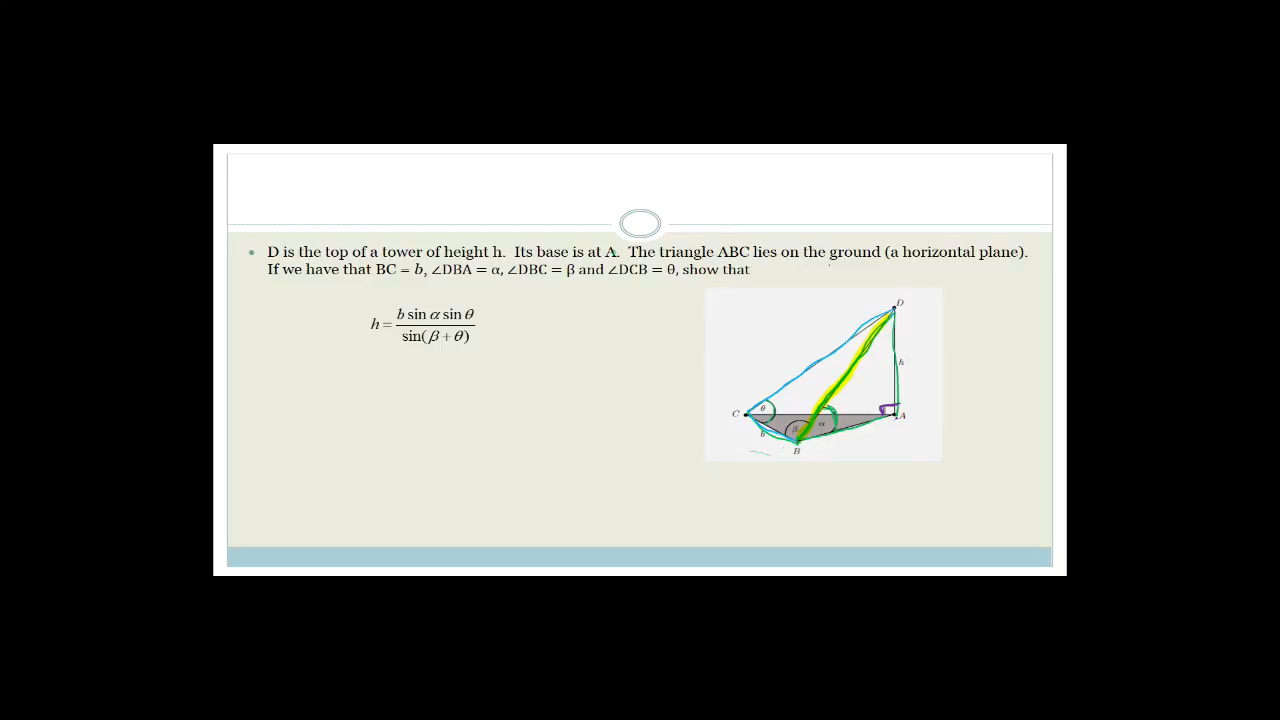 D is the top of a tower of height h. Its base is at A. The triangle ABC lies on the ground (a horizontal plane).
If we have that BC = b, ∠DBA = α, ∠DBC = β and ∠DCB = θ, show that
h = b sin α sin θ / sin(β + θ)
D
h
C θ A
β α
b
B